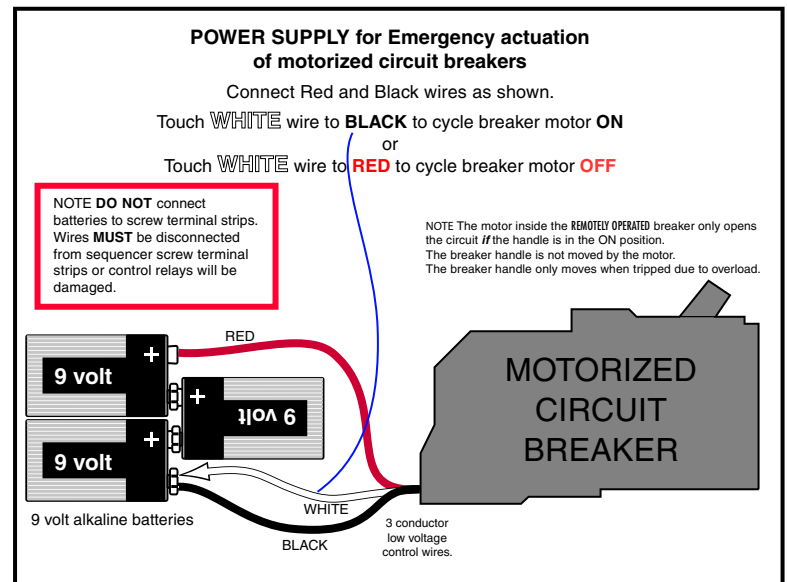 POWER SUPPLY for Emergency actuation
of motorized circuit breakers
Connect Red and Black wires as shown.
Touch WHITE wire to BLACK to cycle breaker motor ON
or
Touch WHITE wire to RED to cycle breaker motor OFF
NOTE DO NOT connect
batteries to screw terminal strips.
Wires MUST be disconnected
from sequencer screw terminal
strips or control relays will be
damaged.
NOTE The motor inside the REMOTELY OPERATED breaker only opens
the circuit if the handle is in the ON position.
The breaker handle is not moved by the motor.
The breaker handle only moves when tripped due to overload.
RED
+
9 volt
+
9 volt
+
9 volt
MOTORIZED
CIRCUIT
BREAKER
WHITE
BLACK
9 volt alkaline batteries
3 conductor
low voltage
control wires.